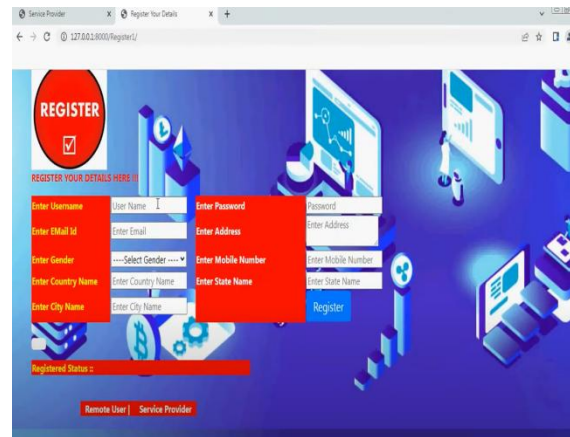 Service Provider X Register Your Details X +
127.0.0.1:8000/Register1/
REGISTER
REGISTER YOUR DETAILS HERE !!!
Enter Username User Name Enter Password Password
Enter EMail Id Enter Email Enter Address Enter Address
Enter Gender ----Select Gender ---- Enter Mobile Number Enter Mobile Number
Enter Country Name Enter Country Name Enter State Name Enter State Name
Enter City Name Enter City Name Register
Registered Status ::
Remote User | Service Provider